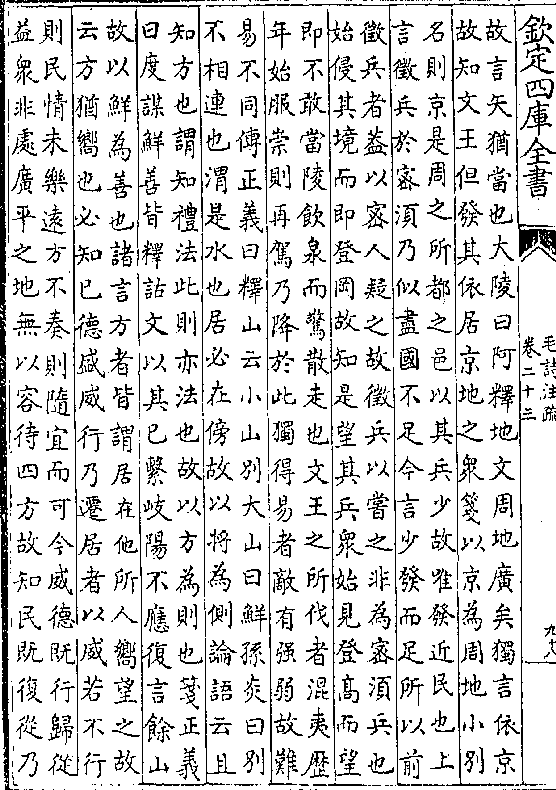 欽定四庫全書
毛詩注疏
卷二十三
故言矢猶當也大陵曰阿釋地文周地廣矣獨言依京
故知文王但發其依居京地之衆箋以京為周地小别
名則京是周之所都之邑以其兵少故唯發近民也上
言徴兵於宻須乃似盡國不足今言少發而足所以前
徴兵者葢以宻人疑之故徴兵以嘗之非為宻須兵也
始侵其境而即登岡故知是望其兵衆始見登高而望
即不敢當陵飲泉而驚散走也文王之所伐者混夷歴
年始服崇則再駕乃降於此獨得易者敵有强弱故難
易不同傳正義曰釋山云小山别大山曰鮮孫炎曰别
不相連也渭是水也居必在傍故以将為側論語云且
知方也謂知禮法此則亦法也故以方為則也箋正義
曰度謀鮮善皆釋詁文以其已繫岐陽不應復言餘山
故以鮮為善也諸言方者皆謂居在他所人嚮望之故
云方猶嚮也必知已德盛威行乃遷居者以威若不行
則民情未樂遠方不奏則隨宜而可今威德既行歸從
益衆非處廣平之地無以容待四方故知民既復從乃